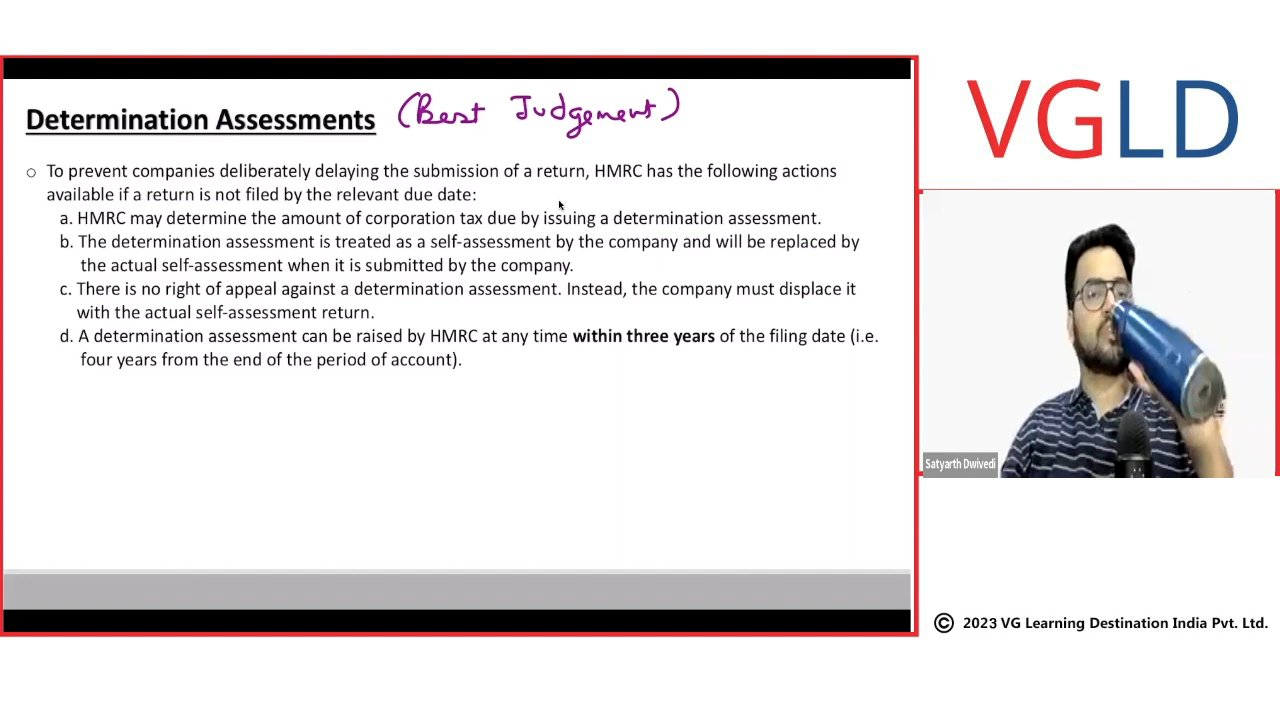 Determination Assessments (Best Judgement)
○ To prevent companies deliberately delaying the submission of a return, HMRC has the following actions
available if a return is not filed by the relevant due date:
a. HMRC may determine the amount of corporation tax due by issuing a determination assessment.
b. The determination assessment is treated as a self-assessment by the company and will be replaced by
the actual self-assessment when it is submitted by the company.
c. There is no right of appeal against a determination assessment. Instead, the company must displace it
with the actual self-assessment return.
d. A determination assessment can be raised by HMRC at any time within three years of the filing date (i.e.
four years from the end of the period of account).
VGLD
Satyarth Dwivedi
© 2023 VG Learning Destination India Pvt. Ltd.